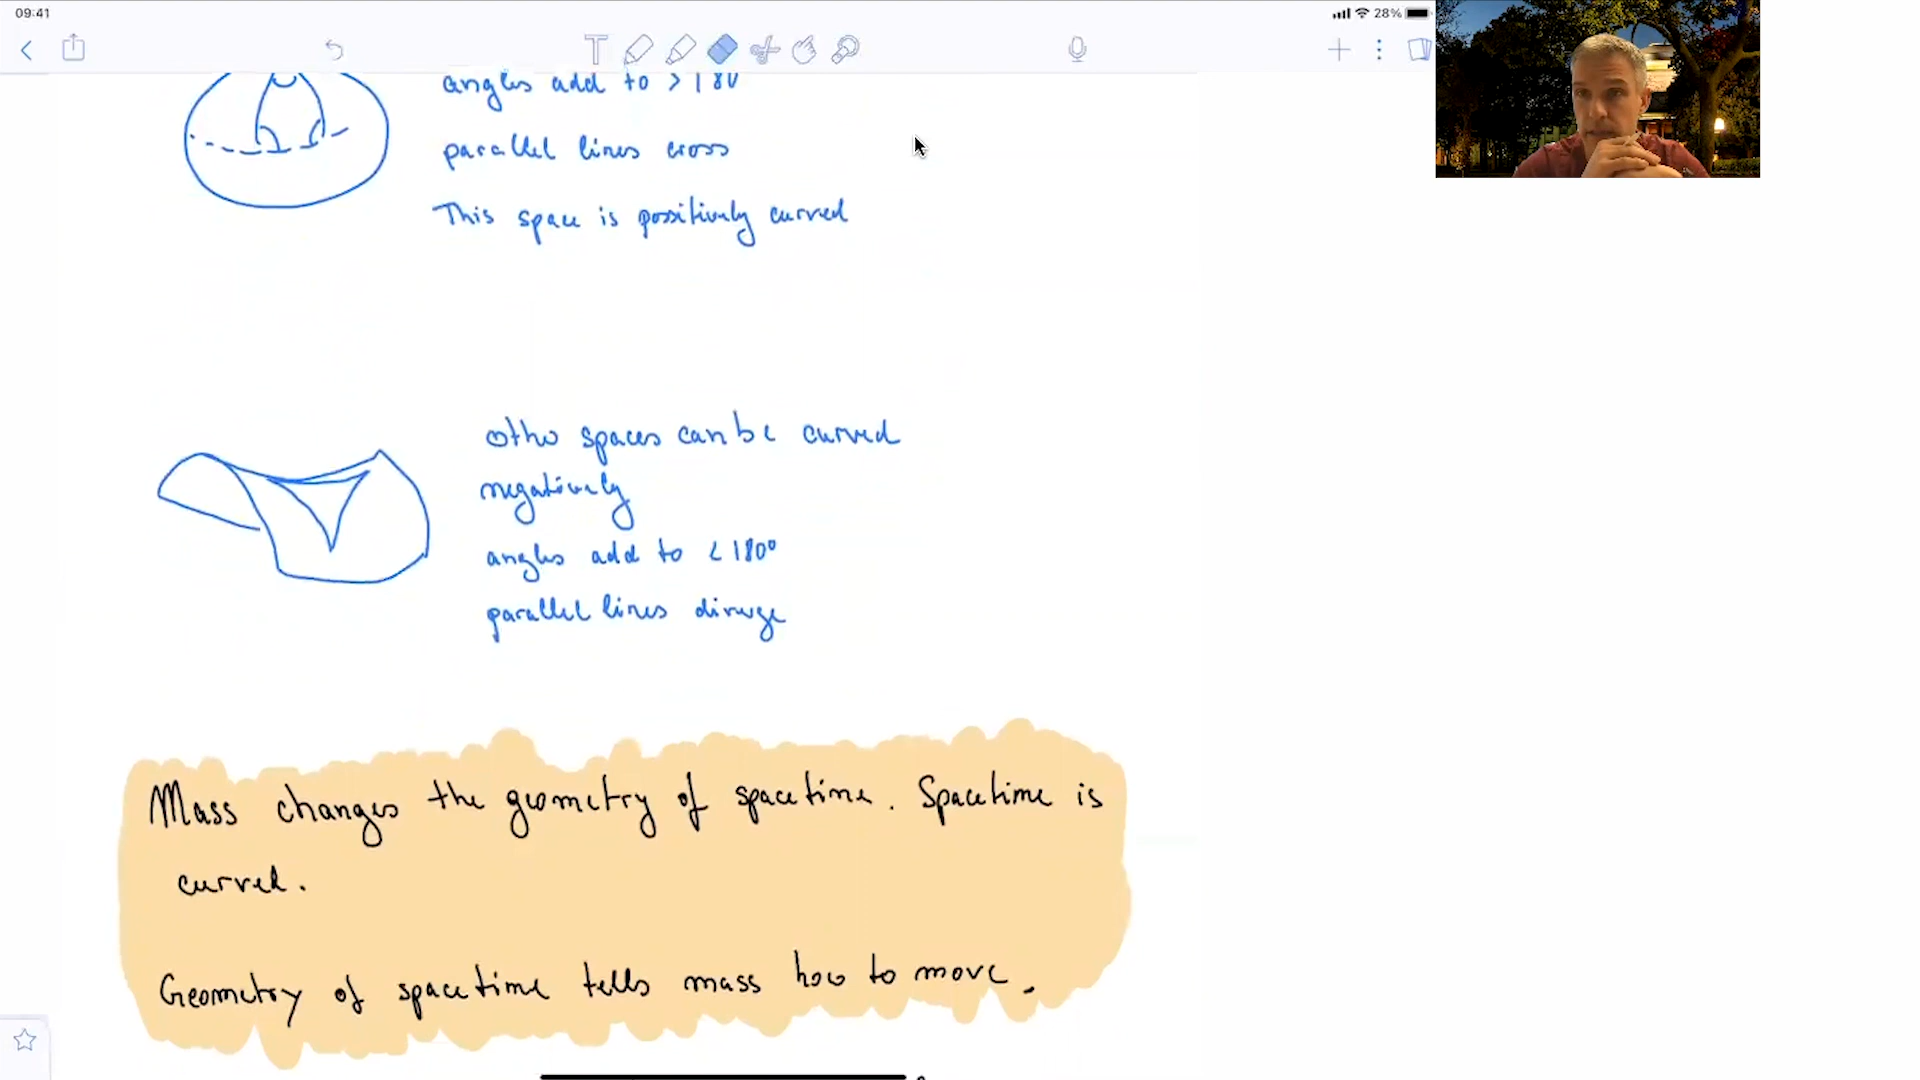 09:41
28%
T
angles add to > 180
parallel lines cross
This space is possitively curved
othe spaces can be curved
negatively
angles add to < 180°
parallel lines diverge
Mass changes the geometry of spacetime. Spacetime is
curved.
Geometry of spacetime tells mass how to move.